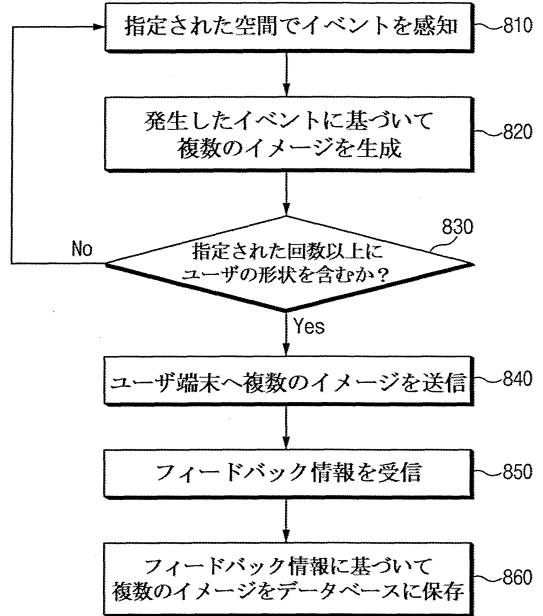 指定された空間でイベントを感知
810
発生したイベントに基づいて
複数のイメージを生成
820
指定された回数以上に
ユーザの形状を含むか？
830
No
Yes
ユーザ端末へ複数のイメージを送信
840
フィードバック情報を受信
850
フィードバック情報に基づいて
複数のイメージをデータベースに保存
860